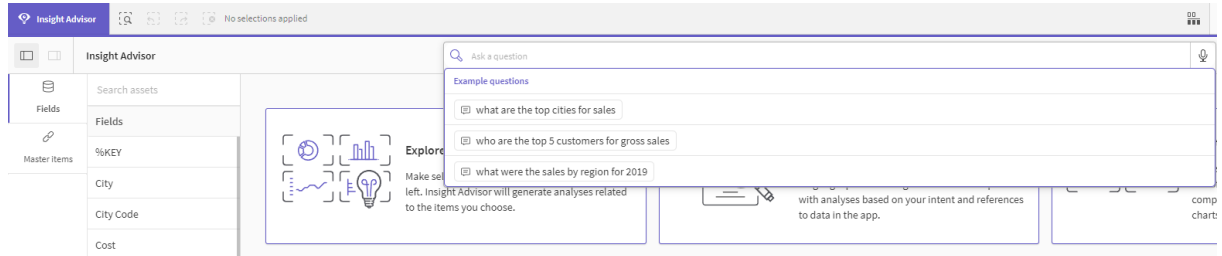 Insight Advisor
No selections applied
Insight Advisor
Ask a question
Fields
Master items
Search assets
Fields
%KEY
City
City Code
Cost
Example questions
what are the top cities for sales
who are the top 5 customers for gross sales
what were the sales by region for 2019
Explore
Make sel
left. Insight Advisor will generate analyses related
to the items you choose.
with analyses based on your intent and references
to data in the app.
comp
charts